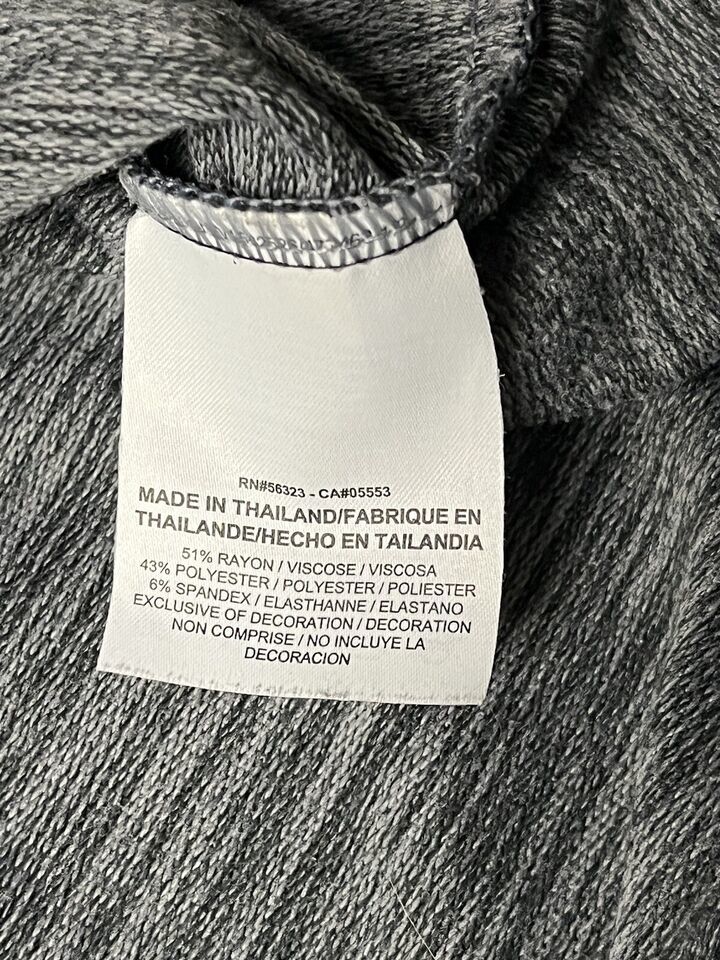 RN#56323 - CA#05553
MADE IN THAILAND/FABRIQUE EN
THAILANDE/HECHO EN TAILANDIA
51% RAYON / VISCOSE / VISCOSA
43% POLYESTER / POLYESTER / POLIESTER
6% SPANDEX / ELASTHANNE / ELASTANO
EXCLUSIVE OF DECORATION / DECORATION
NON COMPRISE / NO INCLUYE LA
DECORACION